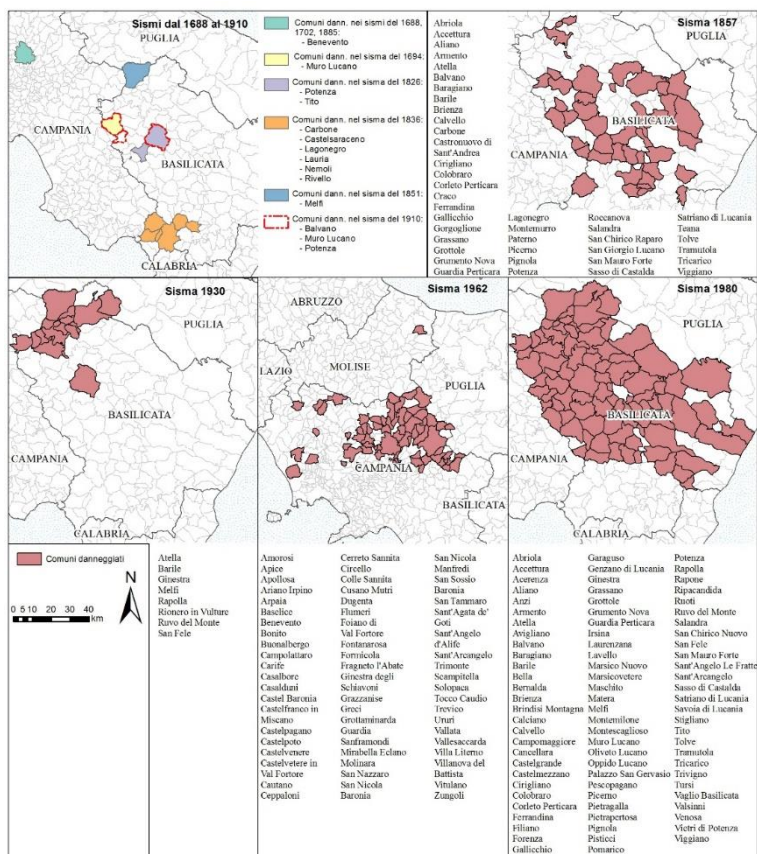 Sismi dal 1688 al 1910
PUGLIA
CAMPANIA
BASILICATA
CALABRIA
Comuni dann. nei sismi del 1688,
1702, 1885:
- Benevento
Comuni dann. nel sisma del 1694:
- Muro Lucano
Comuni dann. nel sisma del 1826:
- Potenza
- Tito
Comuni dann. nel sisma del 1836:
- Carbone
- Castelsaraceno
- Lagonegro
- Lauria
- Nemoli
- Rivello
Comuni dann. nel sisma del 1851:
- Melfi
Comuni dann. nel sisma del 1910:
- Balvano
- Muro Lucano
- Potenza
Sisma 1857
PUGLIA
BASILICATA
CAMPANIA
Abriola
Accettura
Aliano
Armento
Atella
Balvano
Baragiano
Barile
Brienza
Calvello
Carbone
Castronuovo di
Sant'Andrea
Cirigliano
Colobraro
Corleto Perticara
Craco
Ferrandina
Gallicchio
Gorgoglione
Grassano
Grottole
Grumento Nova
Guardia Perticara
Lagonegro
Montemurro
Paterno
Picerno
Pignola
Potenza
Roccanova
Salandra
San Chirico Raparo
San Giorgio Lucano
San Mauro Forte
Sasso di Castalda
Satriano di Lucania
Teana
Tolve
Tramutola
Tricarico
Viggiano
Sisma 1930
PUGLIA
BASILICATA
CAMPANIA
CALABRIA
Sisma 1962
ABRUZZO
MOLISE
LAZIO
PUGLIA
CAMPANIA
BASILICATA
Sisma 1980
PUGLIA
BASILICATA
CAMPANIA
CALABRIA
Comuni danneggiati
N
0 5 10 20 30 40
KM
Atella
Barile
Ginestra
Melfi
Rapolla
Rionero in Vulture
Ruvo del Monte
San Fele
Amorosi
Apice
Apollosa
Ariano Irpino
Arpaia
Baselice
Benevento
Bonito
Buonalbergo
Campolattaro
Carife
Casalbore
Casalduni
Castel Baronia
Castelfranco in
Miscano
Castelpagano
Castelpoto
Castelvenere
Castelvetere in
Val Fortore
Cautano
Ceppaloni
Cerreto Sannita
Circello
Colle Sannita
Cusano Mutri
Dugenta
Flumeri
Foiano di
Val Fortore
Fontanarosa
Formicola
Fragneto l'Abate
Ginestra degli
Schiavoni
Grazzanise
Greci
Grottaminarda
Guardia
Sanframondi
Mirabella Eclano
Molinara
San Nazzaro
San Nicola
Baronia
San Nicola
Manfredi
San Sossio
Baronia
San Tammaro
Sant'Agata de'
Goti
Sant'Angelo
d'Alife
Sant'Arcangelo
Trimonte
Scampitella
Solopaca
Tocco Caudio
Trevico
Ururi
Vallata
Vallesaccarda
Villa Literno
Villanova del
Battista
Vitulano
Zungoli
Abriola
Accettura
Acerenza
Aliano
Anzi
Armento
Atella
Avigliano
Balvano
Baragiano
Barile
Bella
Bernalda
Brienza
Brindisi Montagna
Calciano
Calvello
Campomaggiore
Cancellara
Castelgrande
Castelmezzano
Cirigliano
Colobraro
Corleto Perticara
Ferrandina
Filiano
Forenza
Gallicchio
Garaguso
Genzano di Lucania
Ginestra
Grassano
Grottole
Grumento Nova
Guardia Perticara
Irsina
Laurenzana
Lavello
Marsico Nuovo
Marsicovetere
Maschito
Matera
Melfi
Montemilone
Montescaglioso
Muro Lucano
Oliveto Lucano
Oppido Lucano
Palazzo San Gervasio
Pescopagano
Picerno
Pietragalla
Pietrapertosa
Pignola
Pisticci
Pomarico
Potenza
Rapolla
Rapone
Ripacandida
Ruoti
Ruvo del Monte
Salandra
San Chirico Nuovo
San Fele
San Mauro Forte
Sant'Angelo Le Fratte
Sant'Arcangelo
Sasso di Castalda
Satriano di Lucania
Savoia di Lucania
Stigliano
Tito
Tolve
Tramutola
Tricarico
Trivigno
Tursi
Vaglio Basilicata
Valsinni
Venosa
Vietri di Potenza
Viggiano